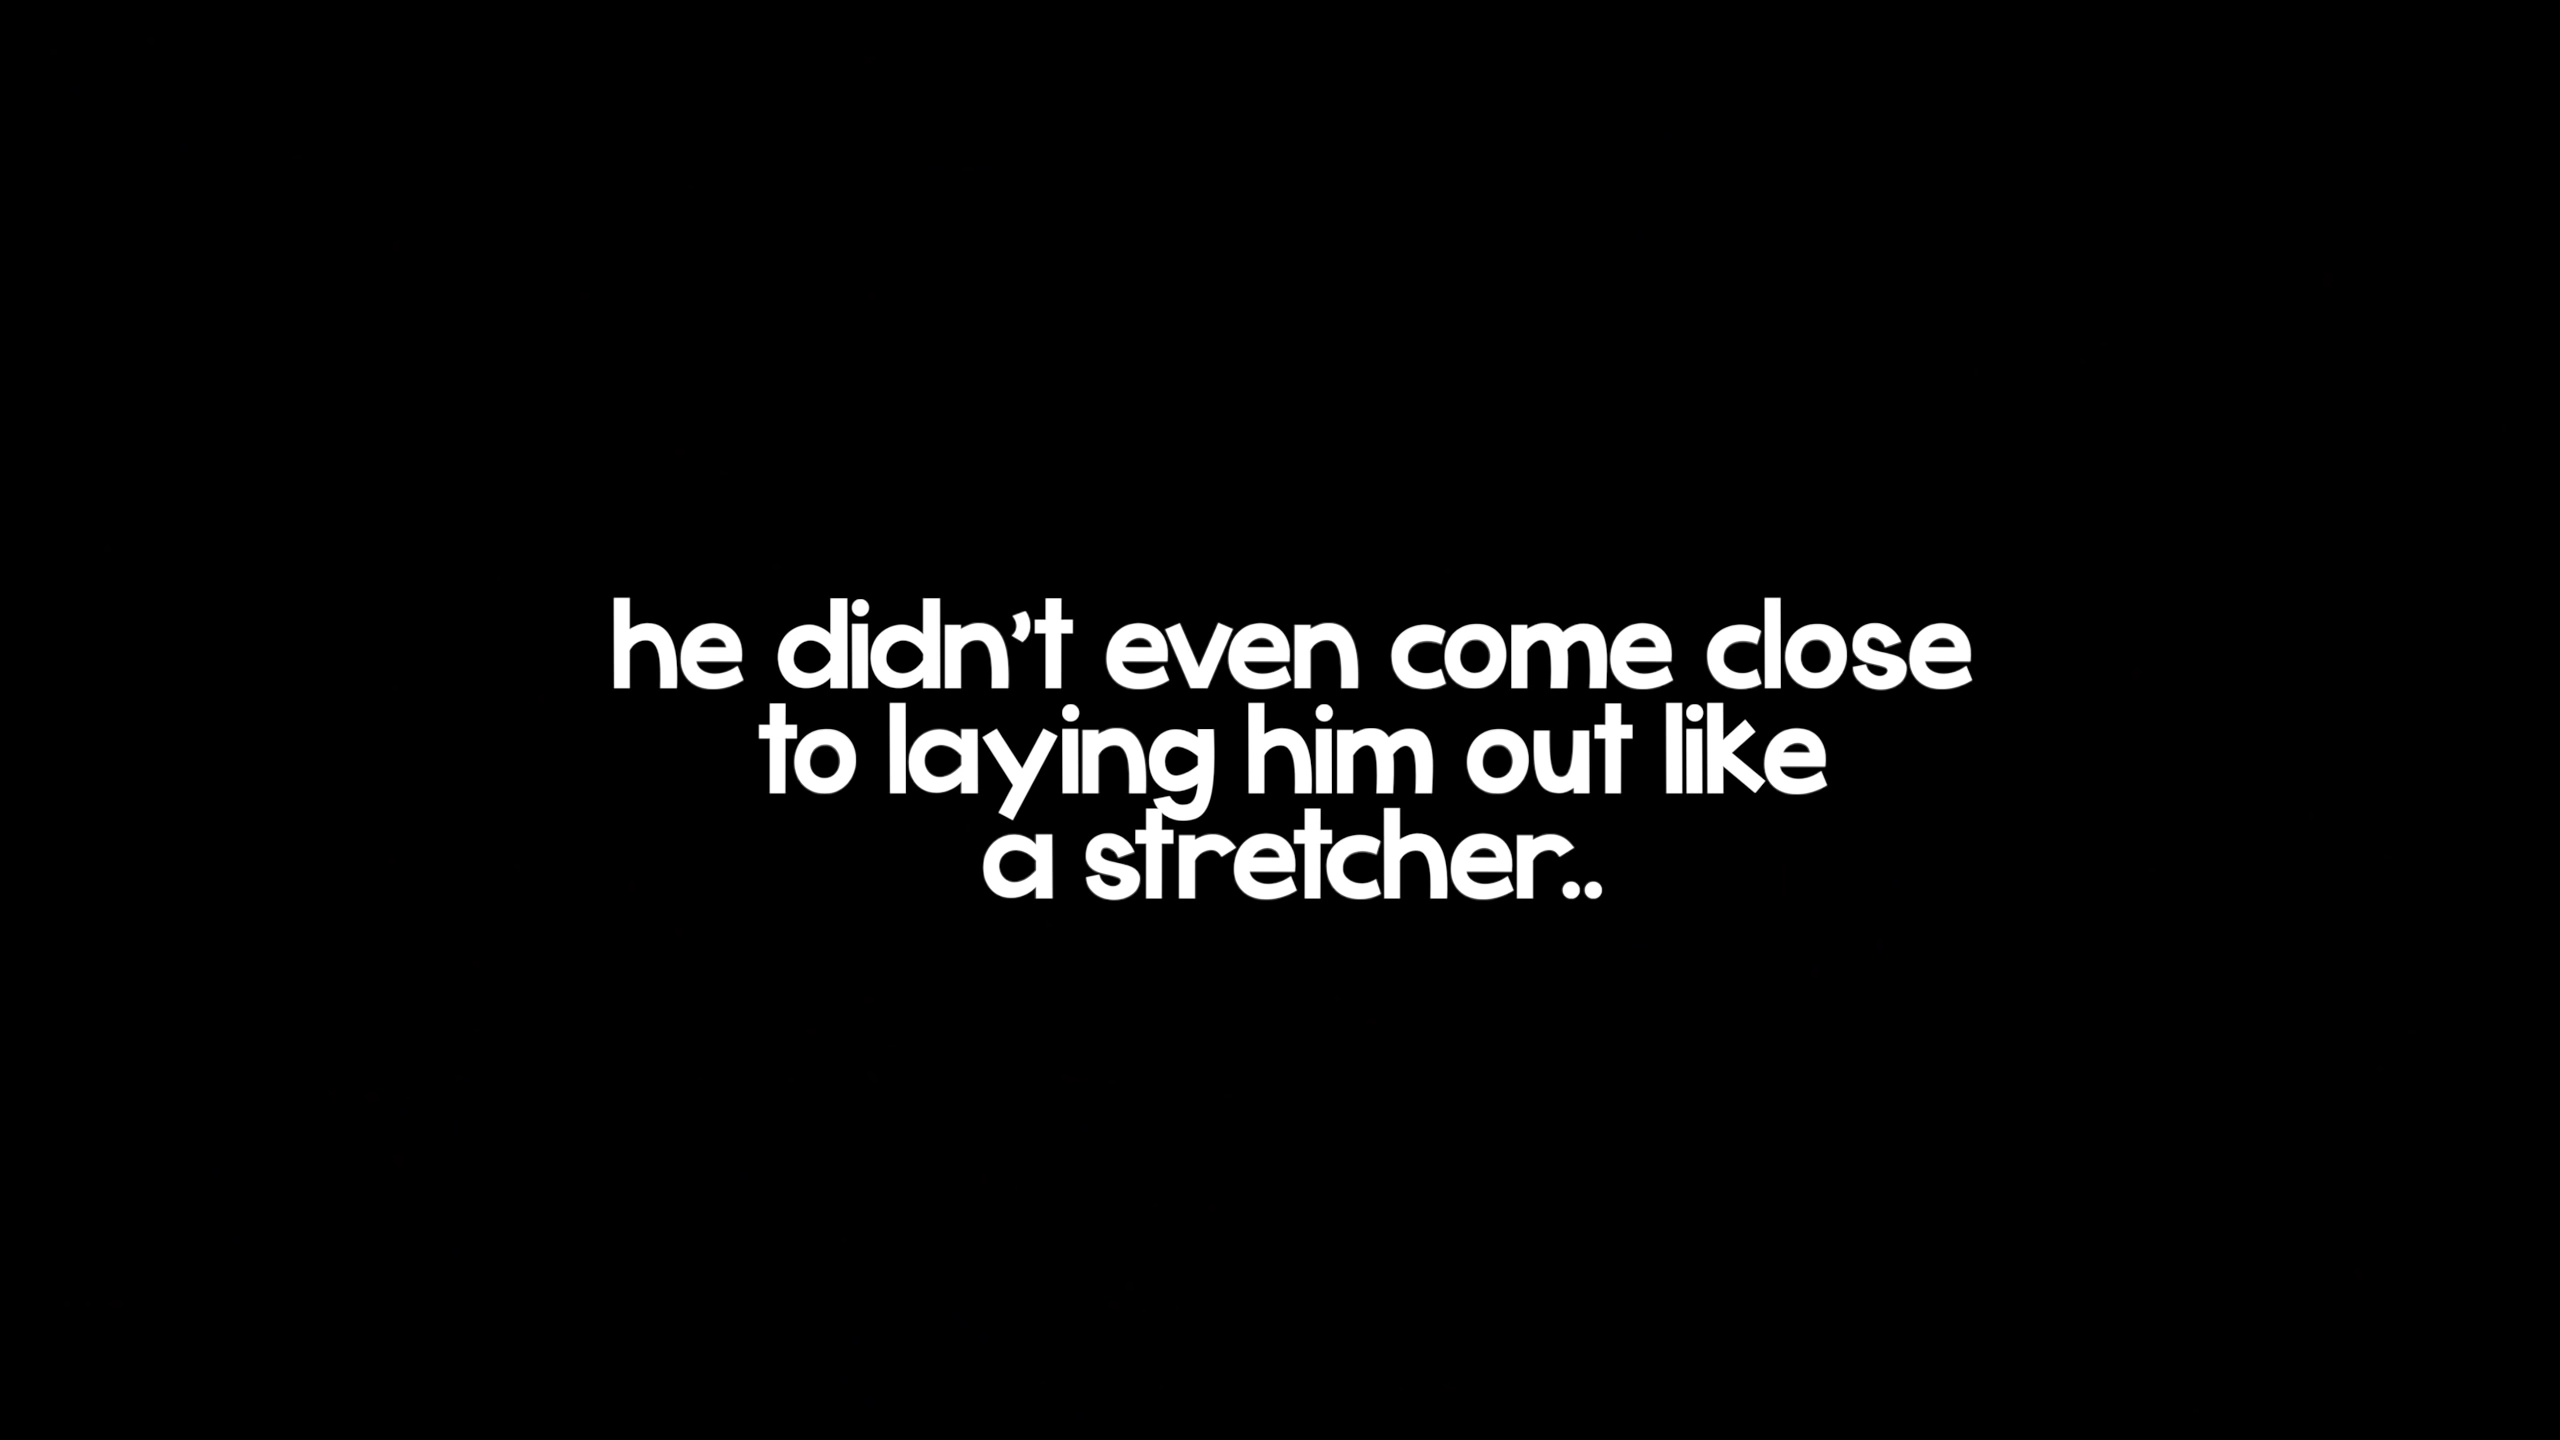 he didn't even come close
to laying him out like
a stretcher..